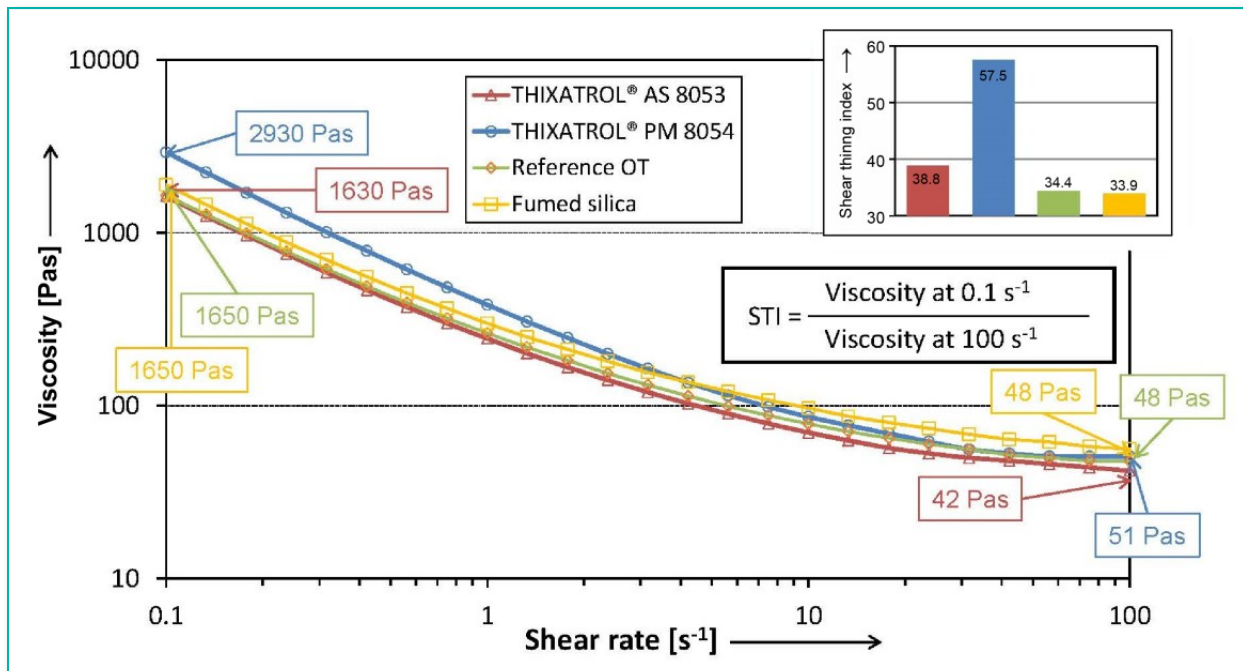 10000
1000
100
10
Viscosity [Pas]
0.1
1
10
100
Shear rate [s⁻¹]
2930 Pas
1630 Pas
1650 Pas
1650 Pas
THIXATROL® AS 8053
THIXATROL® PM 8054
Reference OT
Fumed silica
Shear thinng index
60
50
40
30
38.8
57.5
34.4
33.9
STI =
Viscosity at 0.1 s⁻¹
Viscosity at 100 s⁻¹
48 Pas
48 Pas
42 Pas
51 Pas